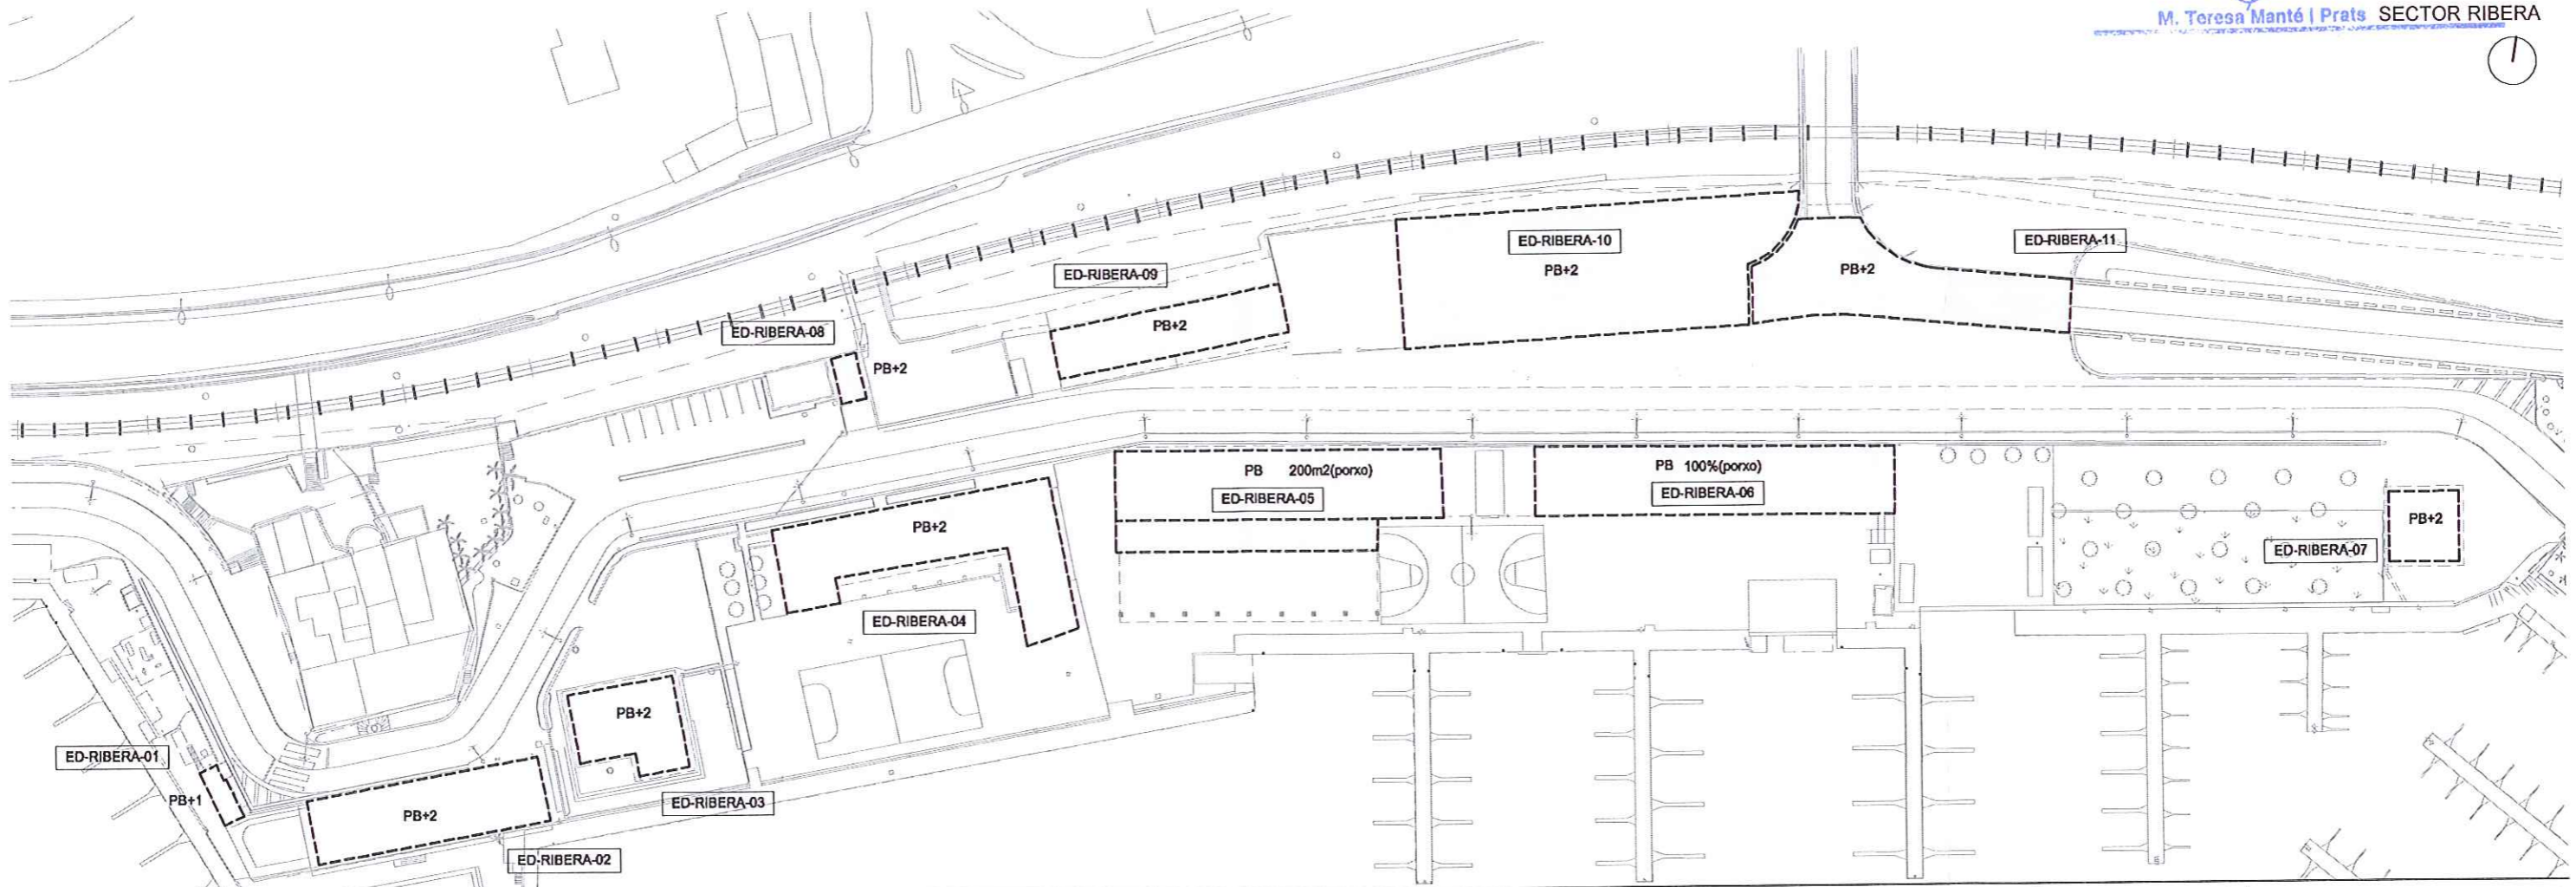 M. Teresa Manté i Prats
SECTOR RIBERA
ED-RIBERA-10
PB+2
ED-RIBERA-11
PB+2
ED-RIBERA-09
PB+2
ED-RIBERA-08
PB+2
PB 200m2(porxo)
ED-RIBERA-05
PB 100%(porxo)
ED-RIBERA-06
PB+2
ED-RIBERA-07
PB+2
ED-RIBERA-04
PB+2
ED-RIBERA-03
ED-RIBERA-01
PB+1
PB+2
ED-RIBERA-02